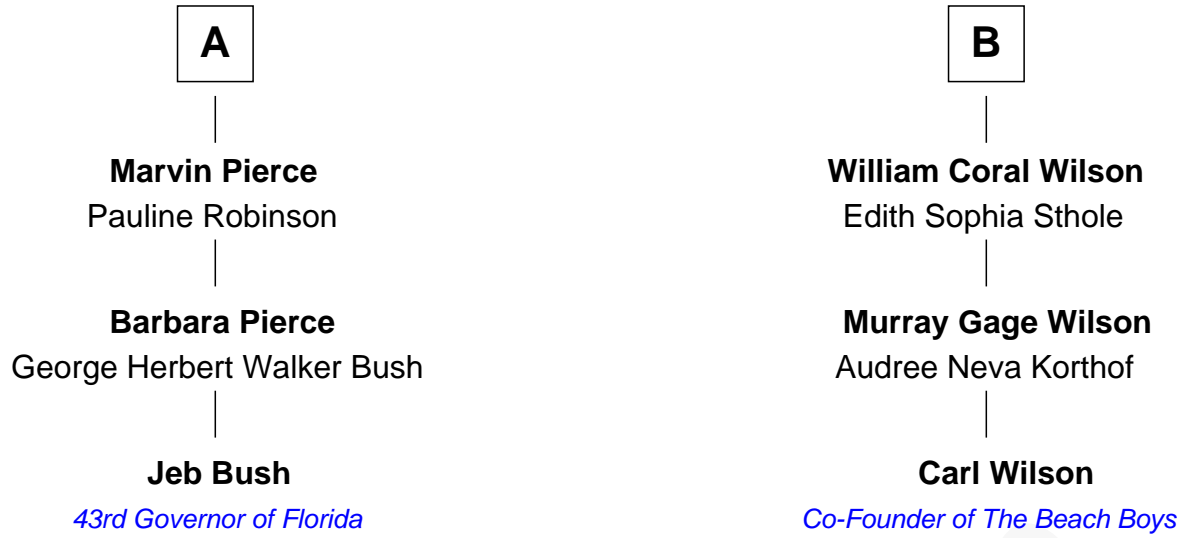 A
Marvin Pierce
Pauline Robinson
Barbara Pierce
George Herbert Walker Bush
Jeb Bush
43rd Governor of Florida
B
William Coral Wilson
Edith Sophia Sthole
Murray Gage Wilson
Audree Neva Korthof
Carl Wilson
Co-Founder of The Beach Boys